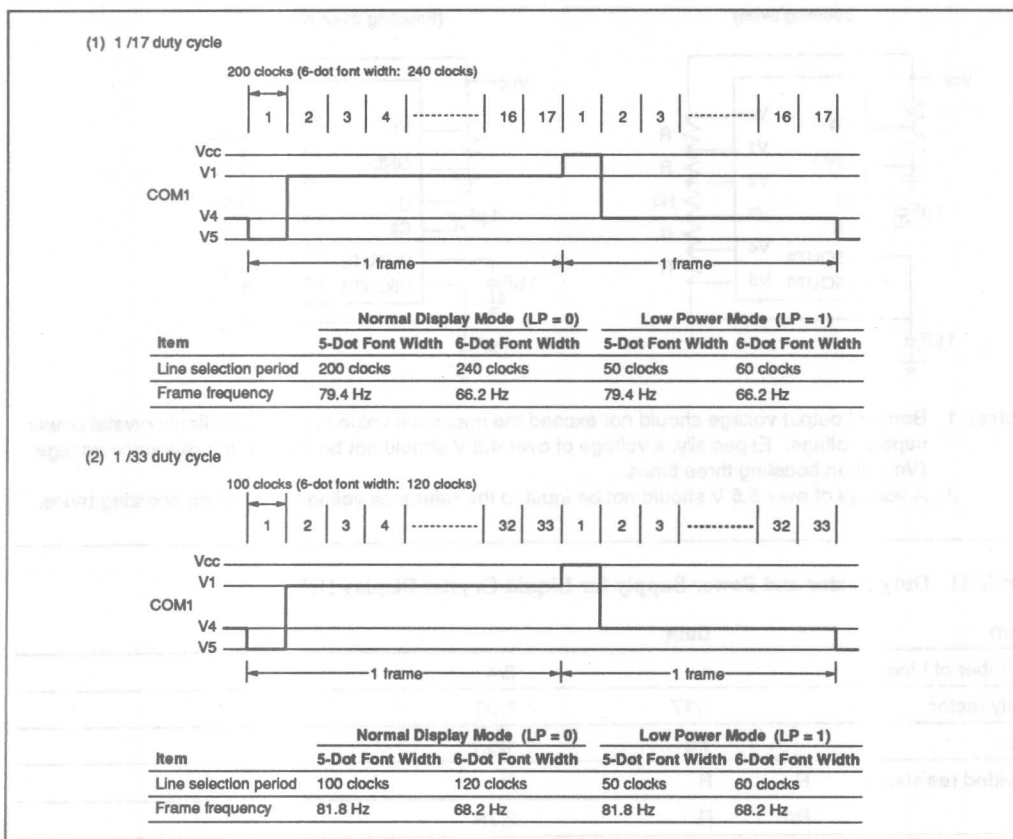 (1) 1 /17 duty cycle
200 clocks (6-dot font width: 240 clocks)
1 2 3 4 16 17 1 2 3 16 17
Vcc
V1
COM1
V4
V5
1 frame 1 frame
Normal Display Mode (LP = 0) Low Power Mode (LP = 1)
Item 5-Dot Font Width 6-Dot Font Width 5-Dot Font Width 6-Dot Font Width
Line selection period 200 clocks 240 clocks 50 clocks 60 clocks
Frame frequency 79.4 Hz 66.2 Hz 79.4 Hz 66.2 Hz
(2) 1 /33 duty cycle
100 clocks (6-dot font width: 120 clocks)
1 2 3 4 32 33 1 2 3 32 33
Vcc
V1
COM1
V4
V5
1 frame 1 frame
Normal Display Mode (LP = 0) Low Power Mode (LP = 1)
Item 5-Dot Font Width 6-Dot Font Width 5-Dot Font Width 6-Dot Font Width
Line selection period 100 clocks 120 clocks 50 clocks 60 clocks
Frame frequency 81.8 Hz 68.2 Hz 81.8 Hz 68.2 Hz